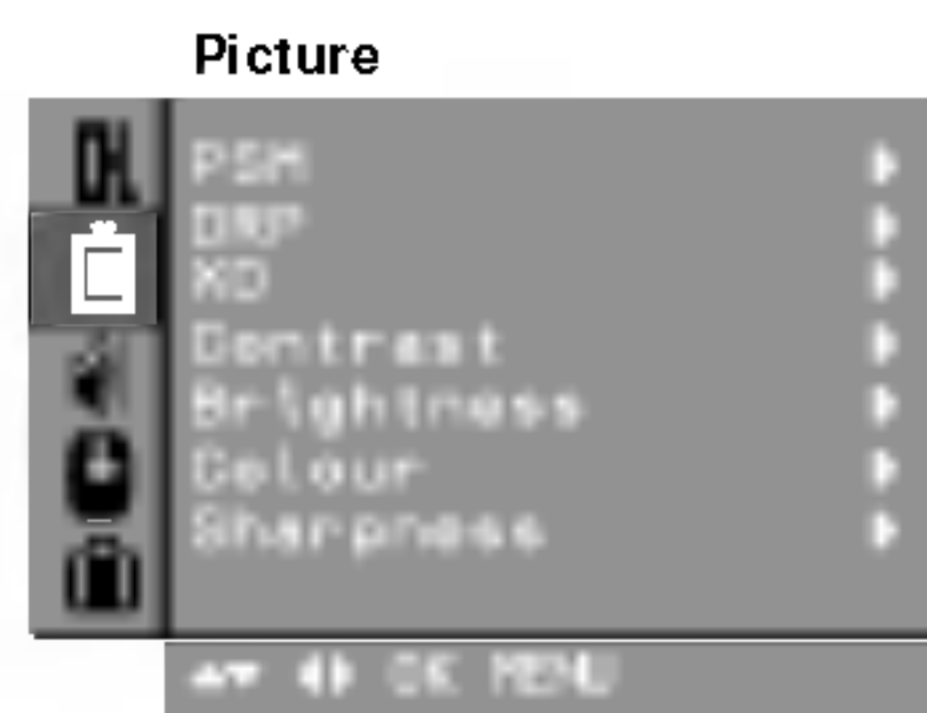 Picture
PSM
DRP
XD
Contrast
Brightness
Colour
Sharpness
OK MENU